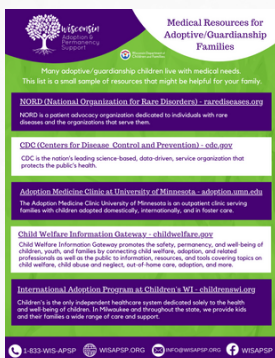 wisconsin
Adoption &
Permanency
Support
Medical Resources for
Adoptive/Guardianship
Families
Many adoptive/guardianship children live with medical needs.
This list is a small sample of resources that might be helpful for your family.
NORD (National Organization for Rare Disorders) - rarediseases.org
NORD is a patient advocacy organization dedicated to individuals with rare
diseases and the organizations that serve them.
CDC (Centers for Disease Control and Prevention) - cdc.gov
CDC is the nation's leading science-based, data-driven, service organization that
protects the public's health.
Adoption Medicine Clinic at University of Minnesota - adoption.umn.edu
The Adoption Medicine Clinic University of Minnesota is an outpatient clinic serving
families with children adopted domestically, internationally, and in foster care.
Child Welfare Information Gateway - childwelfare.gov
Child Welfare Information Gateway promotes the safety, permanency, and well-being of
children, youth, and families by connecting child welfare, adoption, and related
professionals as well as the public to information, resources, and tools covering topics on
child welfare, child abuse and neglect, out-of-home care, adoption, and more.
International Adoption Program at Children's WI - childrenswi.org
Children's is the only independent healthcare system dedicated solely to the health
and well-being of children. In Milwaukee and throughout the state, we provide kids
and their families a wide range of care and support.
1-833-WIS-APSP
WISAPSP.ORG
INFO@WISAPSP.ORG
WISAPSP